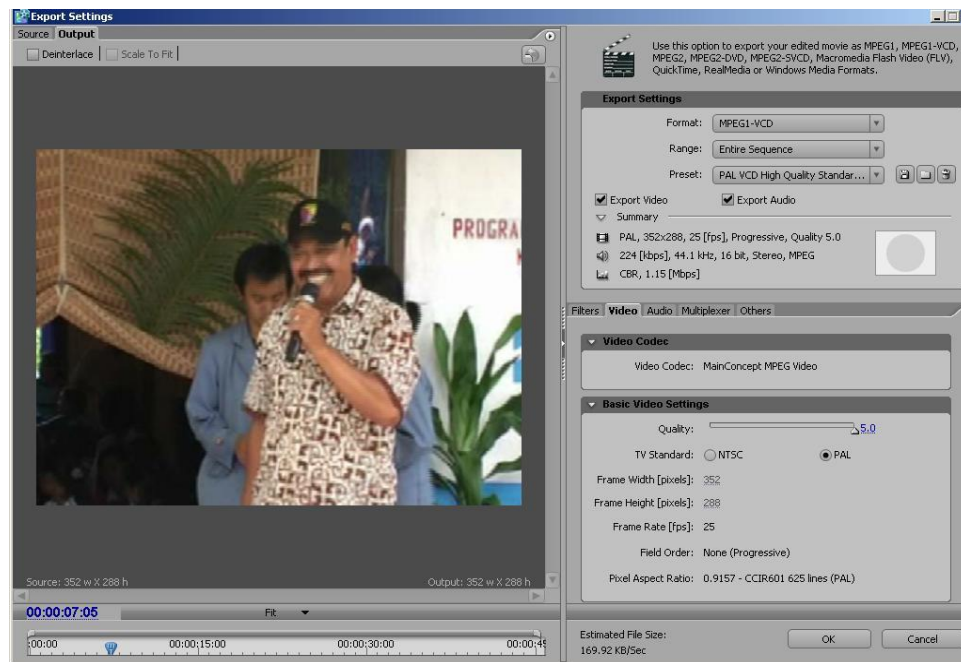 Export Settings
Source Output
Deinterlace Scale To Fit
PROGRA
Source: 352 w X 288 h Output: 352 w X 288 h
00:00:07:05 Fit
:00:00 00:00;15:00 00:00;30:00 00:00;45
Use this option to export your edited movie as MPEG1, MPEG1-VCD,
MPEG2, MPEG2-DVD, MPEG2-SVCD, Macromedia Flash Video (FLV),
QuickTime, RealMedia or Windows Media Formats.
Export Settings
Format: MPEG1-VCD
Range: Entire Sequence
Preset: PAL VCD High Quality Standar...
Export Video Export Audio
Summary
PAL, 352x288, 25 [fps], Progressive, Quality 5.0
224 [kbps], 44.1 kHz, 16 bit, Stereo, MPEG
CBR, 1.15 [Mbps]
Filters Video Audio Multiplexer Others
Video Codec
Video Codec: MainConcept MPEG Video
Basic Video Settings
Quality: 5.0
TV Standard: NTSC PAL
Frame Width [pixels]: 352
Frame Height [pixels]: 288
Frame Rate [fps]: 25
Field Order: None (Progressive)
Pixel Aspect Ratio: 0.9157 - CCIR601 625 lines (PAL)
Estimated File Size:
169.92 KB/Sec
OK Cancel